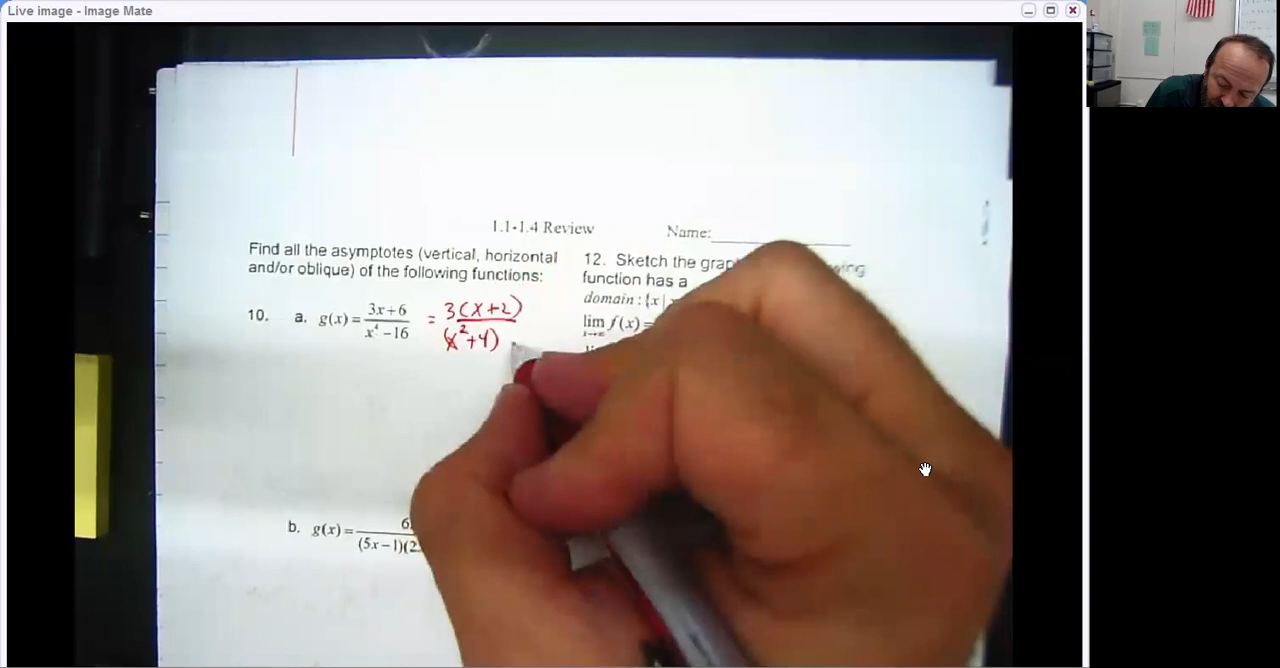 Live image - Image Mate
1.1-1.4 Review Name:
Find all the asymptotes (vertical, horizontal
and/or oblique) of the following functions:
10. a. g(x) = 3x+6 / x⁴ −16 = 3(x+2) / (x²+4)
b. g(x) = 6 / (5x−1)(2
12. Sketch the
function has a
domain : {x|
lim f(x) =